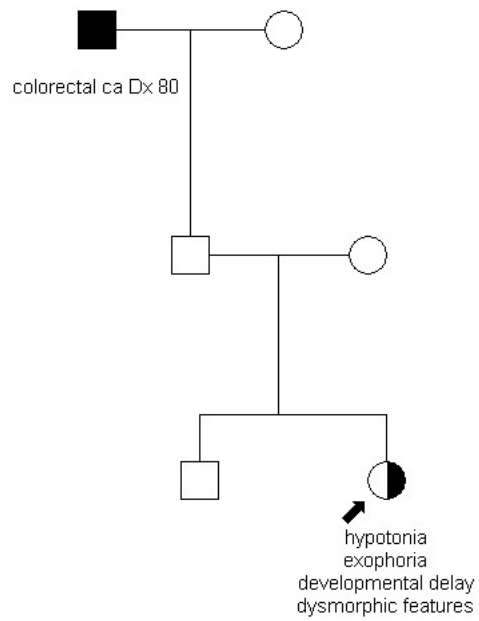 colorectal ca Dx 80
hypotonia
exophoria
developmental delay
dysmorphic features